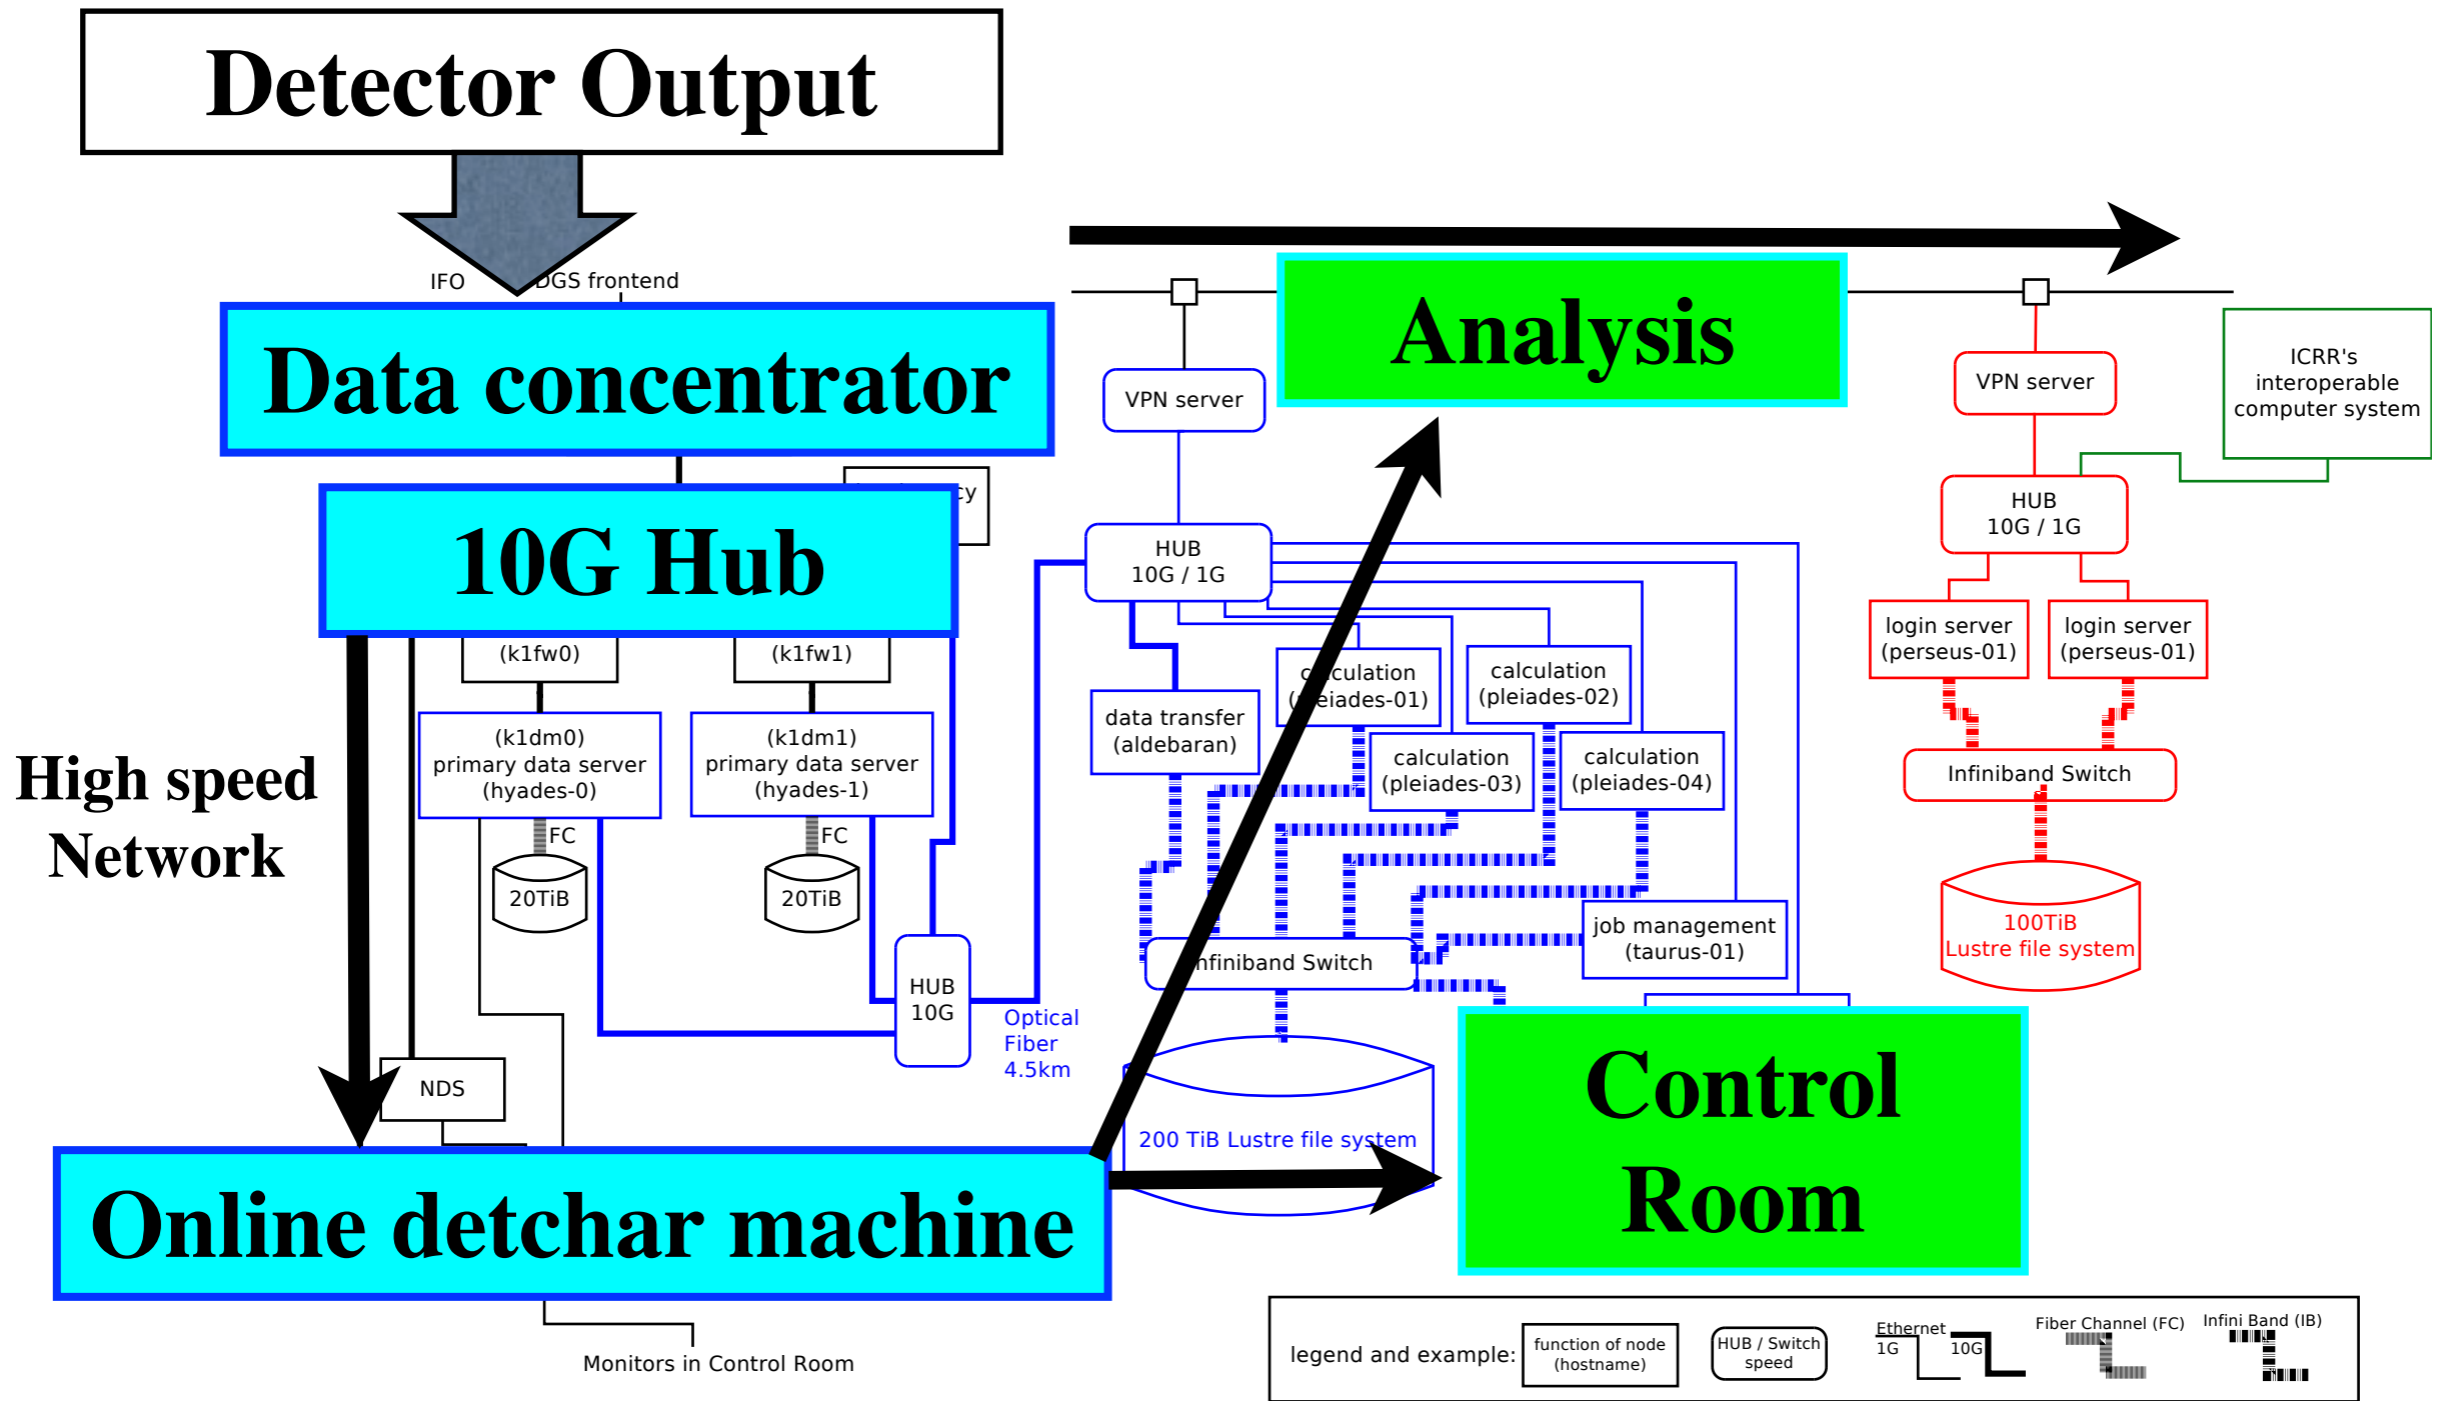 Detector Output
IFO
DGS frontend
Data concentrator
10G Hub
(k1fw0)
(k1fw1)
(k1dm0)
primary data server
(hyades-0)
(k1dm1)
primary data server
(hyades-1)
FC
FC
20TiB
20TiB
High speed
Network
HUB
10G
Optical
Fiber
4.5km
NDS
Online detchar machine
Monitors in Control Room
Analysis
VPN server
HUB
10G / 1G
data transfer
(aldebaran)
calculation
(pleiades-01)
calculation
(pleiades-02)
calculation
(pleiades-03)
calculation
(pleiades-04)
job management
(taurus-01)
Infiniband Switch
200 TiB Lustre file system
Control
Room
VPN server
ICRR's
interoperable
computer system
HUB
10G / 1G
login server
(perseus-01)
login server
(perseus-01)
Infiniband Switch
100TiB
Lustre file system
legend and example:
function of node
(hostname)
HUB / Switch
speed
Ethernet
1G
10G
Fiber Channel (FC)
Infini Band (IB)